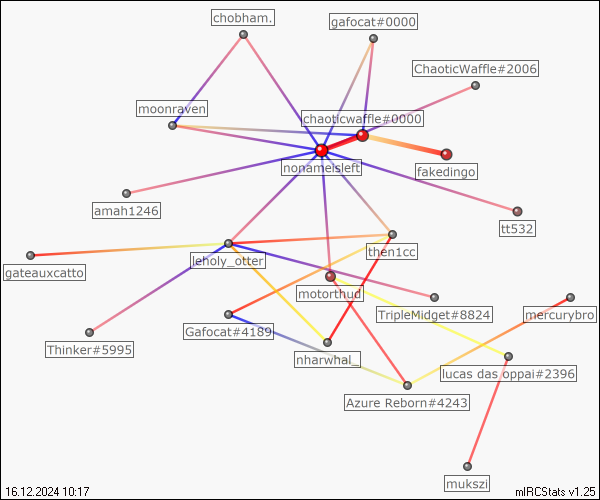 chobham.
gafocat#0000
ChaoticWaffle#2006
moonraven
chaoticwaffle#0000
nonameisleft
fakedingo
amah1246
tt532
then1cc
leholy_otter
gateauxcatto
motorthud
TripleMidget#8824
mercurybro
Gafocat#4189
Thinker#5995
nharwhal_
lucas das oppai#2396
Azure Reborn#4243
mukszi
16.12.2024 10:17
mIRCStats v1.25